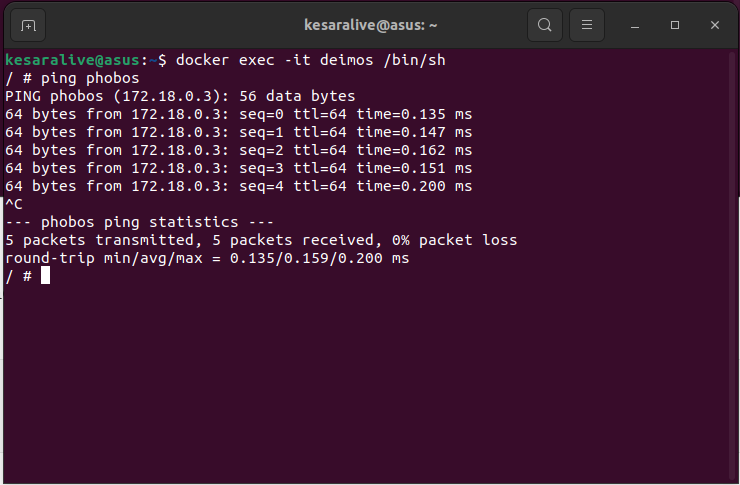 kesaralive@asus: ~
kesaralive@asus:~$ docker exec -it deimos /bin/sh
/ # ping phobos
PING phobos (172.18.0.3): 56 data bytes
64 bytes from 172.18.0.3: seq=0 ttl=64 time=0.135 ms
64 bytes from 172.18.0.3: seq=1 ttl=64 time=0.147 ms
64 bytes from 172.18.0.3: seq=2 ttl=64 time=0.162 ms
64 bytes from 172.18.0.3: seq=3 ttl=64 time=0.151 ms
64 bytes from 172.18.0.3: seq=4 ttl=64 time=0.200 ms
^C
--- phobos ping statistics ---
5 packets transmitted, 5 packets received, 0% packet loss
round-trip min/avg/max = 0.135/0.159/0.200 ms
/ #